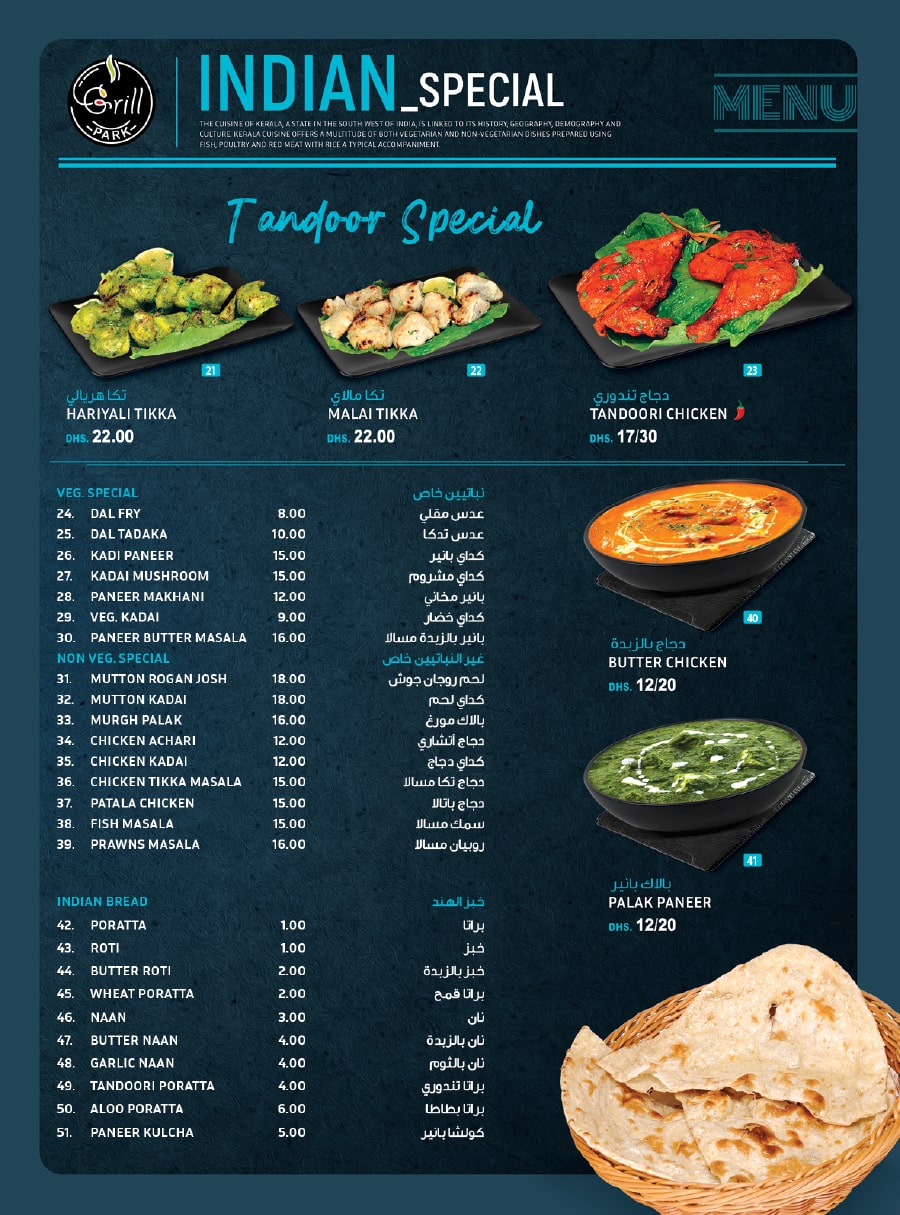 Grill
PARK
INDIAN_SPECIAL
THE CUISINE OF KERALA, A STATE IN THE SOUTH WEST OF INDIA, IS LINKED TO ITS HISTORY, GEOGRAPHY, DEMOGRAPHY AND
CULTURE. KERALA CUISINE OFFERS A MULTITUDE OF BOTH VEGETARIAN AND NON-VEGETARIAN DISHES PREPARED USING
FISH, POULTRY AND RED MEAT WITH RICE A TYPICAL ACCOMPANIMENT.
MENU
Tandoor Special
21
تكا هريالي
HARIYALI TIKKA
DHS. 22.00
22
تكا مالاي
MALAI TIKKA
DHS. 22.00
23
دجاج تندوري
TANDOORI CHICKEN
DHS. 17/30
VEG. SPECIAL نباتيين خاص
24. DAL FRY 8.00 عدس مقلي
25. DAL TADAKA 10.00 عدس تدكا
26. KADI PANEER 15.00 كداي بانير
27. KADAI MUSHROOM 15.00 كداي مشروم
28. PANEER MAKHANI 12.00 بانير مخاني
29. VEG. KADAI 9.00 كداي خضار
30. PANEER BUTTER MASALA 16.00 بانير بالزبدة مسالا
NON VEG. SPECIAL غير النباتيين خاص
31. MUTTON ROGAN JOSH 18.00 لحم روجان جوش
32. MUTTON KADAI 18.00 كداي لحم
33. MURGH PALAK 16.00 بالاك مورغ
34. CHICKEN ACHARI 12.00 دجاج أتشاري
35. CHICKEN KADAI 12.00 كداي دجاج
36. CHICKEN TIKKA MASALA 15.00 دجاج تكا مسالا
37. PATALA CHICKEN 15.00 دجاج باتالا
38. FISH MASALA 15.00 سمك مسالا
39. PRAWNS MASALA 16.00 روبيان مسالا
40
دجاج بالزبدة
BUTTER CHICKEN
DHS. 12/20
41
بالاك بانير
PALAK PANEER
DHS. 12/20
INDIAN BREAD خبز الهند
42. PORATTA 1.00 براتا
43. ROTI 1.00 خبز
44. BUTTER ROTI 2.00 خبز بالزبدة
45. WHEAT PORATTA 2.00 براتا قمح
46. NAAN 3.00 نان
47. BUTTER NAAN 4.00 نان بالزبدة
48. GARLIC NAAN 4.00 نان بالثوم
49. TANDOORI PORATTA 4.00 براتا تندوري
50. ALOO PORATTA 6.00 براتا بطاطا
51. PANEER KULCHA 5.00 كولشا بانير